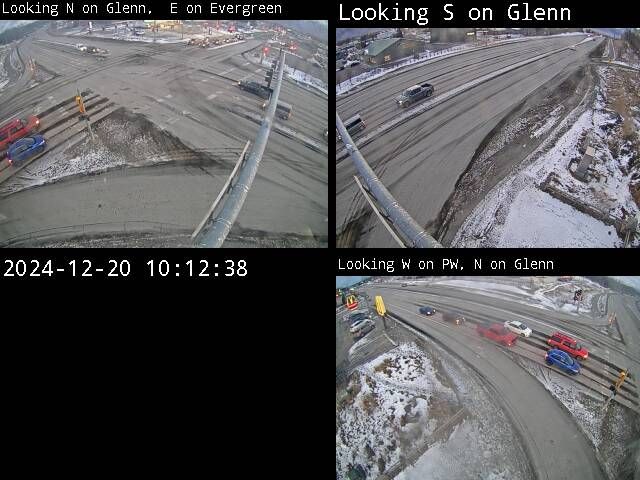 Looking N on Glenn, E on Evergreen
Looking S on Glenn
2024-12-20 10:12:38
Looking W on PW, N on Glenn